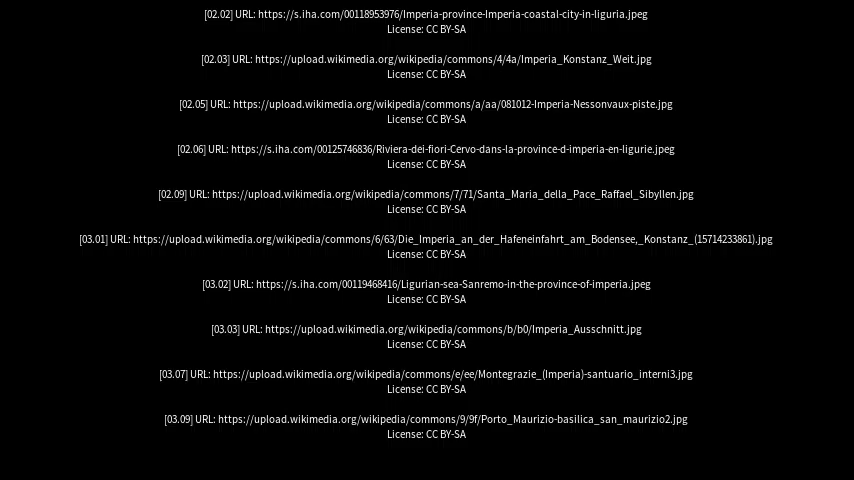 [02.02] URL: https://s.iha.com/00118953976/Imperia-province-Imperia-coastal-city-in-liguria.jpeg
License: CC BY-SA
[02.03] URL: https://upload.wikimedia.org/wikipedia/commons/4/4a/Imperia_Konstanz_Weit.jpg
License: CC BY-SA
[02.05] URL: https://upload.wikimedia.org/wikipedia/commons/a/aa/081012-Imperia-Nessonvaux-piste.jpg
License: CC BY-SA
[02.06] URL: https://s.iha.com/00125746836/Riviera-dei-fiori-Cervo-dans-la-province-d-imperia-en-ligurie.jpeg
License: CC BY-SA
[02.09] URL: https://upload.wikimedia.org/wikipedia/commons/7/71/Santa_Maria_della_Pace_Raffael_Sibyllen.jpg
License: CC BY-SA
[03.01] URL: https://upload.wikimedia.org/wikipedia/commons/6/63/Die_Imperia_an_der_Hafeneinfahrt_am_Bodensee,_Konstanz_(15714233861).jpg
License: CC BY-SA
[03.02] URL: https://s.iha.com/00119468416/Ligurian-sea-Sanremo-in-the-province-of-imperia.jpeg
License: CC BY-SA
[03.03] URL: https://upload.wikimedia.org/wikipedia/commons/b/b0/Imperia_Ausschnitt.jpg
License: CC BY-SA
[03.07] URL: https://upload.wikimedia.org/wikipedia/commons/e/ee/Montegrazie_(Imperia)-santuario_interni3.jpg
License: CC BY-SA
[03.09] URL: https://upload.wikimedia.org/wikipedia/commons/9/9f/Porto_Maurizio-basilica_san_maurizio2.jpg
License: CC BY-SA